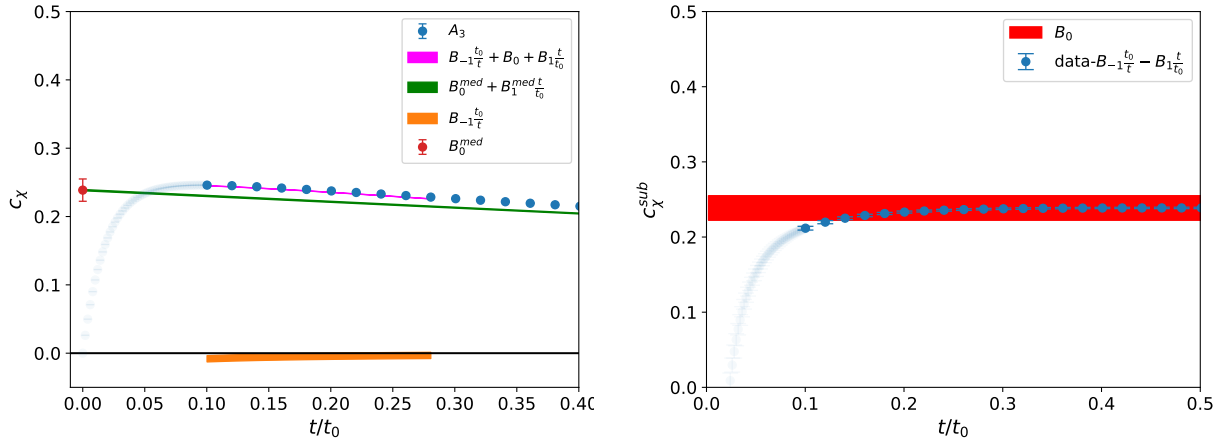 0.5
0.4
0.3
0.2
0.1
0.0
c_χ
A_3
B_{-1} t_0/t + B_0 + B_1 t/t_0
B_0^{med} + B_1^{med} t/t_0
B_{-1} t_0/t
B_0^{med}
0.00 0.05 0.10 0.15 0.20 0.25 0.30 0.35 0.40
t/t_0
0.5
0.4
0.3
0.2
0.1
0.0
c_χ^{sub}
B_0
data-B_{-1} t_0/t − B_1 t/t_0
0.0 0.1 0.2 0.3 0.4 0.5
t/t_0